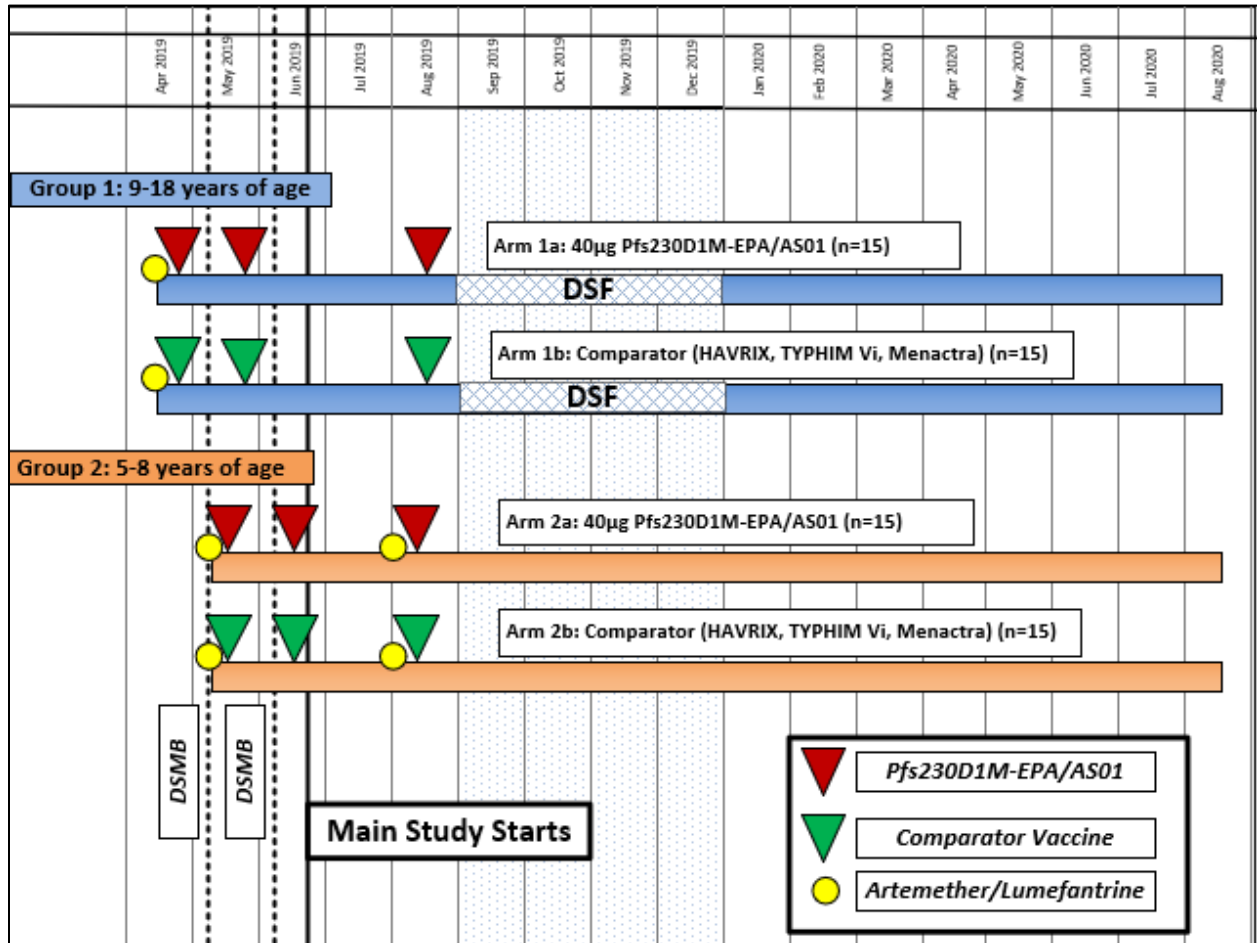 Apr 2019
May 2019
Jun 2019
Jul 2019
Aug 2019
Sep 2019
Oct 2019
Nov 2019
Dec 2019
Jan 2020
Feb 2020
Mar 2020
Apr 2020
May 2020
Jun 2020
Jul 2020
Aug 2020
Group 1: 9-18 years of age
Arm 1a: 40µg Pfs230D1M-EPA/AS01 (n=15)
DSF
Arm 1b: Comparator (HAVRIX, TYPHIM Vi, Menactra) (n=15)
DSF
Group 2: 5-8 years of age
Arm 2a: 40µg Pfs230D1M-EPA/AS01 (n=15)
Arm 2b: Comparator (HAVRIX, TYPHIM Vi, Menactra) (n=15)
DSMB
DSMB
Main Study Starts
Pfs230D1M-EPA/AS01
Comparator Vaccine
Artemether/Lumefantrine